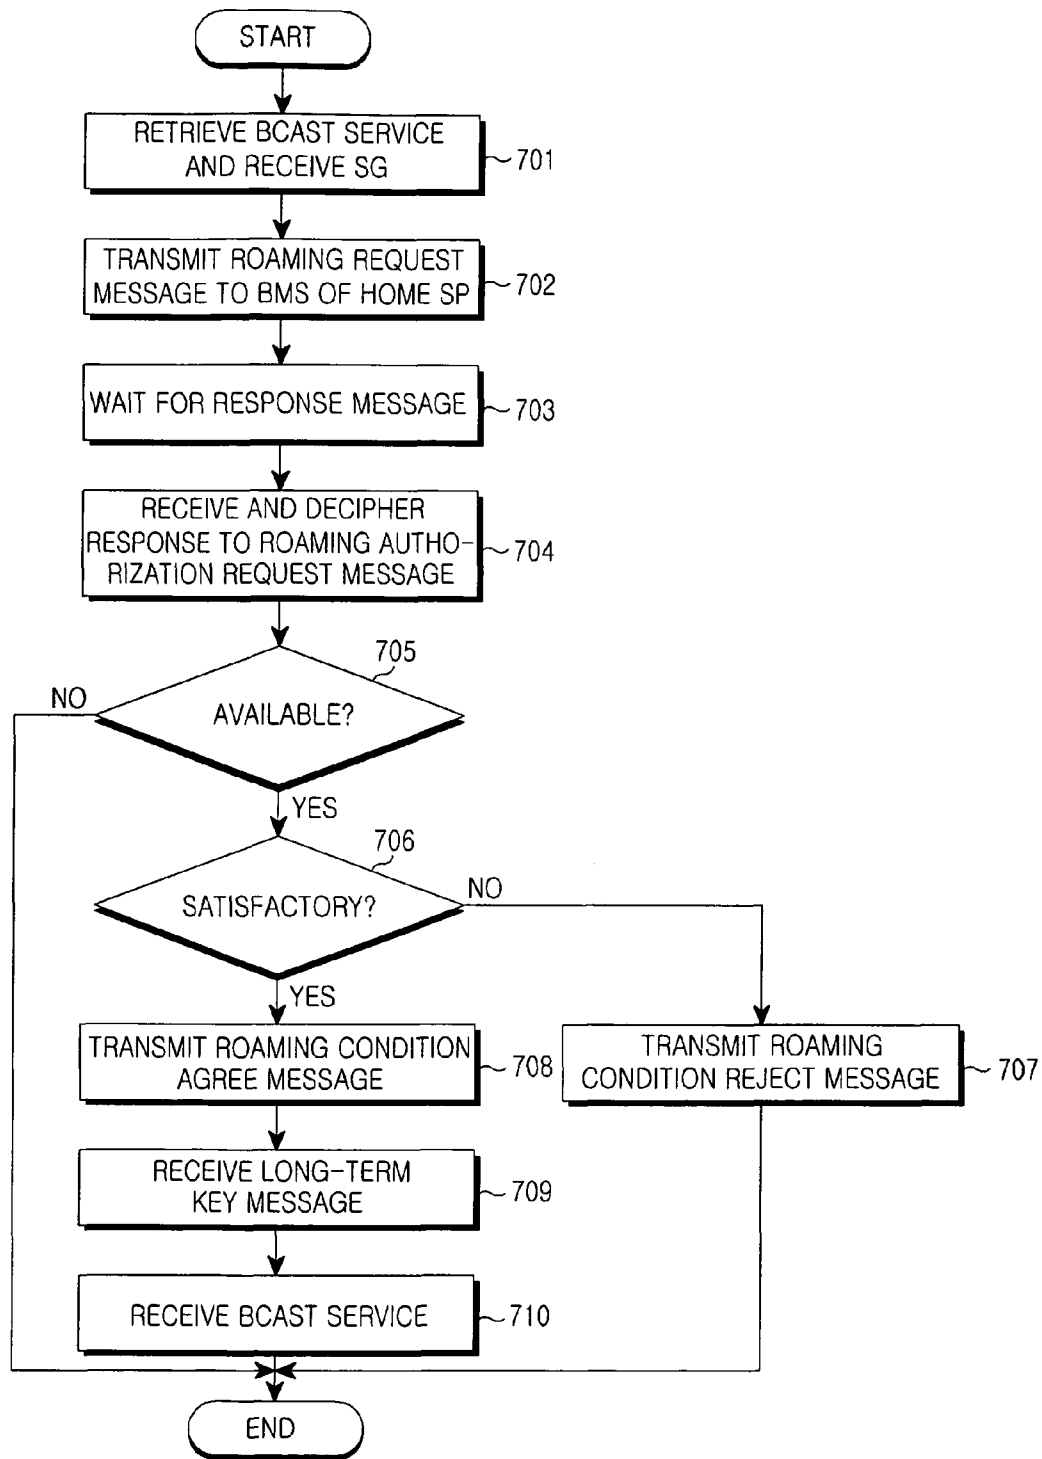 START
RETRIEVE BCAST SERVICE
AND RECEIVE SG
701
TRANSMIT ROAMING REQUEST
MESSAGE TO BMS OF HOME SP
702
WAIT FOR RESPONSE MESSAGE
703
RECEIVE AND DECIPHER
RESPONSE TO ROAMING AUTHO-
RIZATION REQUEST MESSAGE
704
705
NO
AVAILABLE?
YES
706
NO
SATISFACTORY?
YES
TRANSMIT ROAMING CONDITION
AGREE MESSAGE
708
TRANSMIT ROAMING
CONDITION REJECT MESSAGE
707
RECEIVE LONG-TERM
KEY MESSAGE
709
RECEIVE BCAST SERVICE
710
END